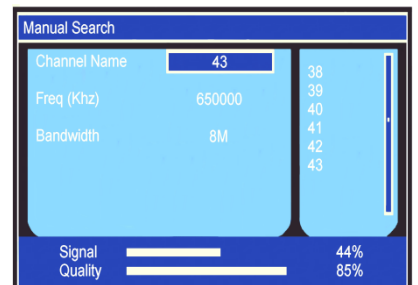 Manual Search
Channel Name 43
Freq (Khz) 650000
Bandwidth 8M
38
39
40
41
42
43
Signal 44%
Quality 85%